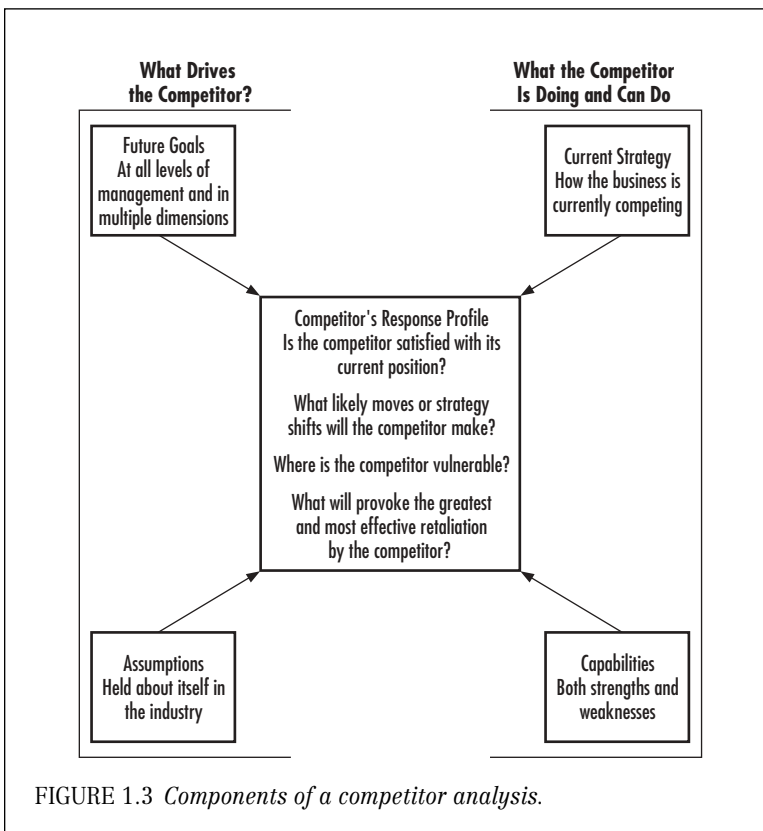 What Drives
the Competitor?
What the Competitor
Is Doing and Can Do
Future Goals
At all levels of
management and in
multiple dimensions
Current Strategy
How the business is
currently competing
Competitor's Response Profile
Is the competitor satisfied with its
current position?
What likely moves or strategy
shifts will the competitor make?
Where is the competitor vulnerable?
What will provoke the greatest
and most effective retaliation
by the competitor?
Assumptions
Held about itself in
the industry
Capabilities
Both strengths and
weaknesses
FIGURE 1.3 Components of a competitor analysis.